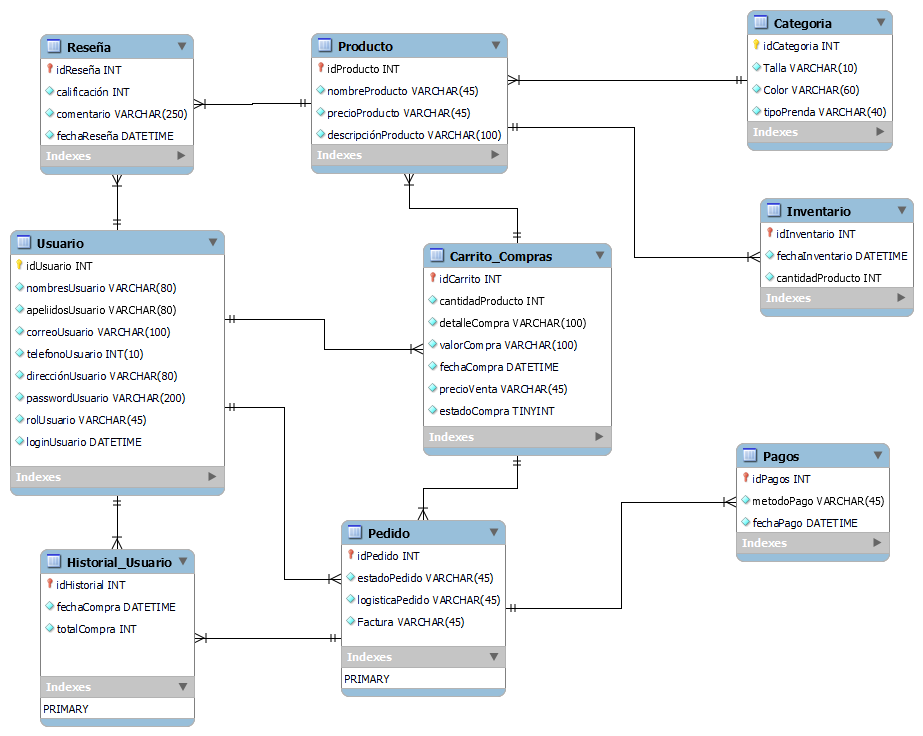 Reseña
idReseña INT
calificación INT
comentario VARCHAR(250)
fechaReseña DATETIME
Indexes
Producto
idProducto INT
nombreProducto VARCHAR(45)
precioProducto VARCHAR(45)
descripciónProducto VARCHAR(100)
Indexes
Categoria
idCategoria INT
Talla VARCHAR(10)
Color VARCHAR(60)
tipoPrenda VARCHAR(40)
Indexes
Inventario
idInventario INT
fechaInventario DATETIME
cantidadProducto INT
Indexes
Usuario
idUsuario INT
nombresUsuario VARCHAR(80)
apeliidosUsuario VARCHAR(80)
correoUsuario VARCHAR(100)
telefonoUsuario INT(10)
direcciónUsuario VARCHAR(80)
passwordUsuario VARCHAR(200)
rolUsuario VARCHAR(45)
loginUsuario DATETIME
Indexes
Carrito_Compras
idCarrito INT
cantidadProducto INT
detalleCompra VARCHAR(100)
valorCompra VARCHAR(100)
fechaCompra DATETIME
precioVenta VARCHAR(45)
estadoCompra TINYINT
Indexes
Pagos
idPagos INT
metodoPago VARCHAR(45)
fechaPago DATETIME
Indexes
Historial_Usuario
idHistorial INT
fechaCompra DATETIME
totalCompra INT
Indexes
PRIMARY
Pedido
idPedido INT
estadoPedido VARCHAR(45)
logisticaPedido VARCHAR(45)
Factura VARCHAR(45)
Indexes
PRIMARY